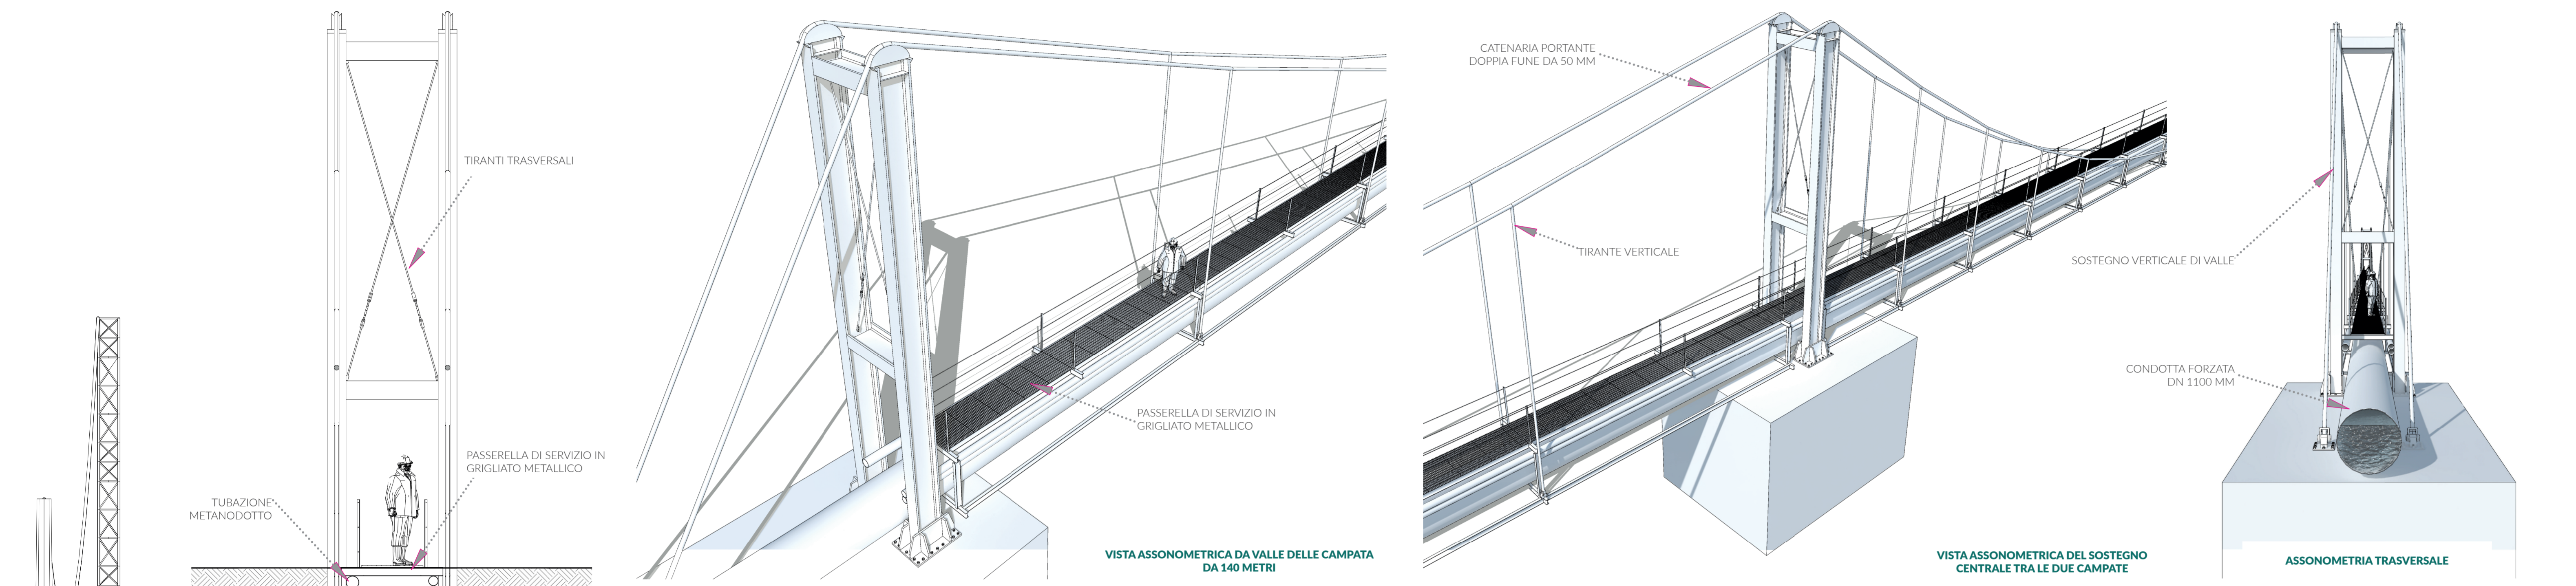 TIRANTI TRASVERSALI
PASSERELLA DI SERVIZIO IN
GRIGLIATO METALLICO
TUBAZIONE
METANODOTTO
PASSERELLA DI SERVIZIO IN
GRIGLIATO METALLICO
VISTA ASSONOMETRICA DA VALLE DELLE CAMPATA
DA 140 METRI
CATENARIA PORTANTE
DOPPIA FUNE DA 50 MM
TIRANTE VERTICALE
VISTA ASSONOMETRICA DEL SOSTEGNO
CENTRALE TRA LE DUE CAMPATE
SOSTEGNO VERTICALE DI VALLE
CONDOTTA FORZATA
DN 1100 MM
ASSONOMETRIA TRASVERSALE